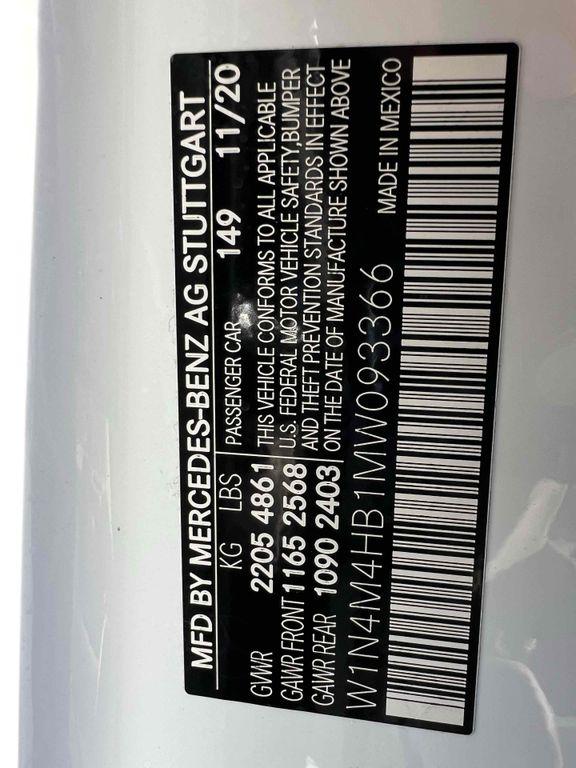 MFD BY MERCEDES-BENZ AG STUTTGART
KG LBS PASSENGER CAR 149 11/20
GVWR 2205 4861 THIS VEHICLE CONFORMS TO ALL APPLICABLE
GAWR FRONT 1165 2568 U.S. FEDERAL MOTOR VEHICLE SAFETY, BUMPER
GAWR REAR 1090 2403 AND THEFT PREVENTION STANDARDS IN EFFECT
ON THE DATE OF MANUFACTURE SHOWN ABOVE
W1N4M4HB1MW093366 MADE IN MEXICO